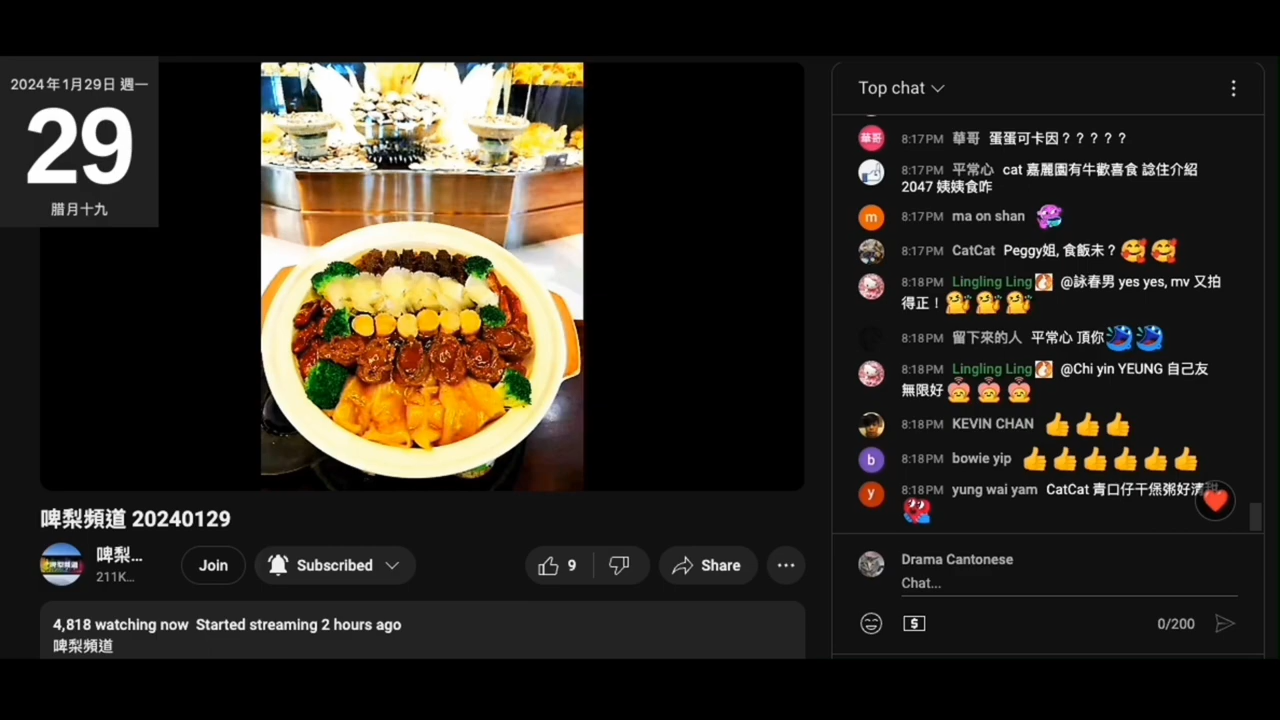 2024年1月29日 週一
29
腊月十九
啤梨頻道 20240129
啤梨...
211K...
Join
Subscribed
9
Share
4,818 watching now Started streaming 2 hours ago
啤梨頻道
Top chat
華哥
8:17PM 華哥 蛋蛋可卡因？？？？？
8:17PM 平常心 cat 嘉麗園有牛歡喜食 諗住介紹
2047 姨姨食咋
m
8:17PM ma on shan
8:17PM CatCat Peggy姐, 食飯未？
8:18PM Lingling Ling @詠春男 yes yes, mv 又拍
得正！
8:18PM 留下來的人 平常心 頂你
8:18PM Lingling Ling @Chi yin YEUNG 自己友
無限好
8:18PM KEVIN CHAN
b
8:18PM bowie yip
y
8:18PM yung wai yam CatCat 青口仔干煲粥好清甜
Drama Cantonese
Chat...
$
0/200